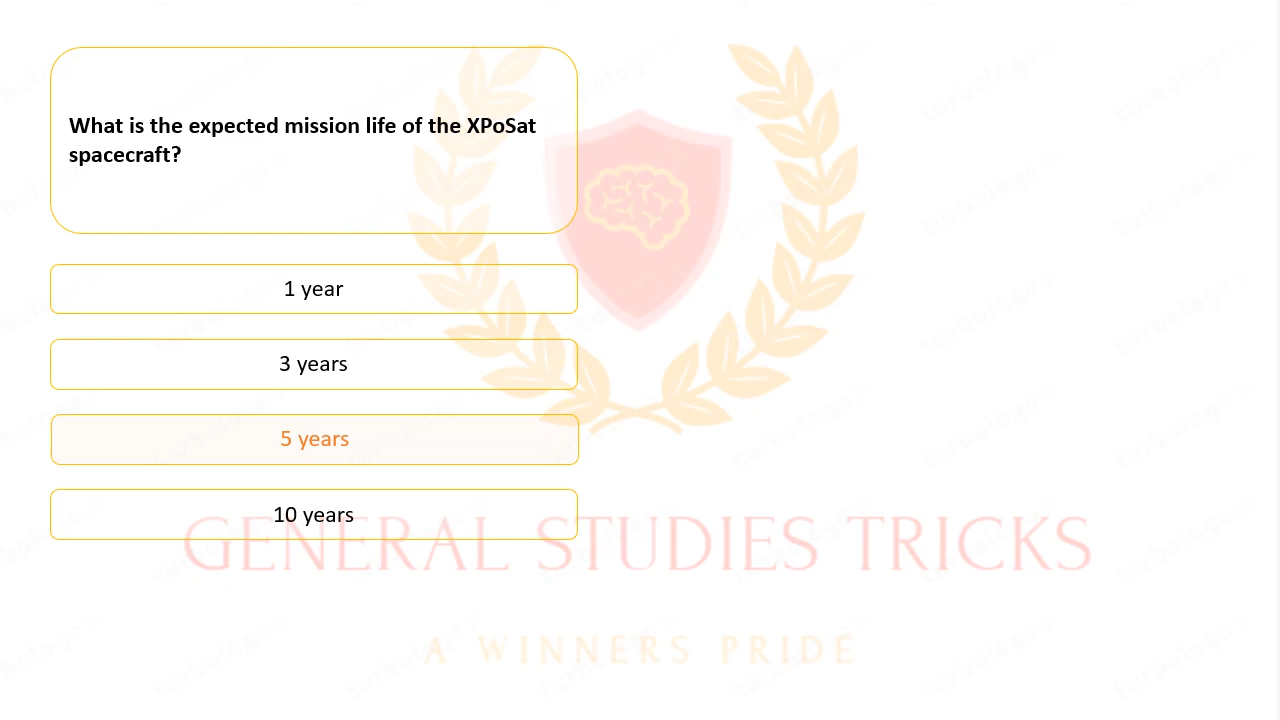 What is the expected mission life of the XPoSat
spacecraft?
1 year
3 years
5 years
10 years
GENERAL STUDIES TRICKS
A WINNERS PRIDE